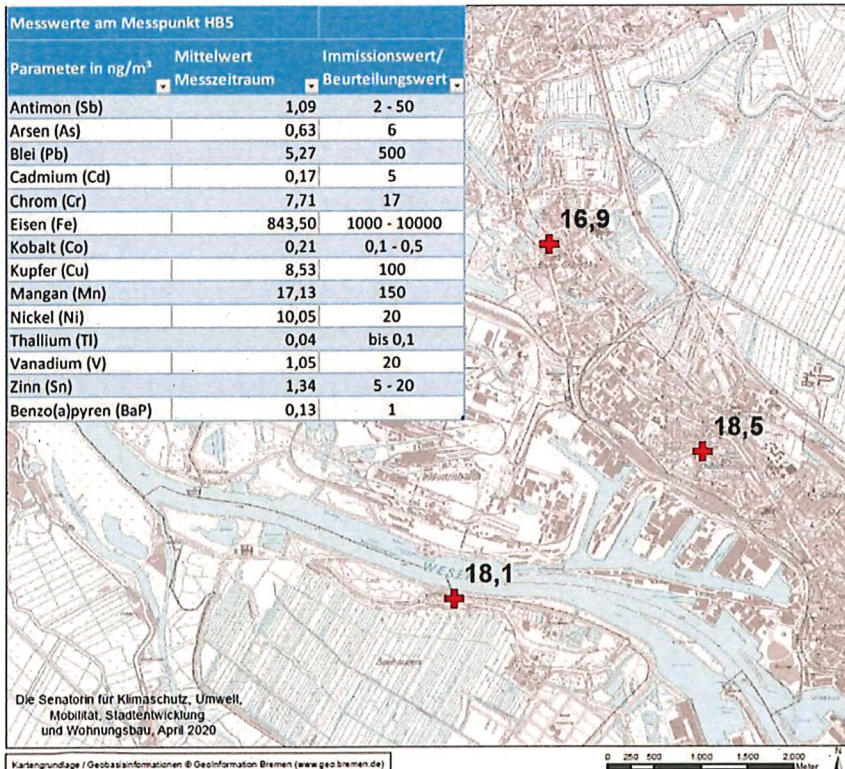 Messwerte am Messpunkt HB5
Parameter in ng/m³ Mittelwert Messzeitraum Immissionswert/ Beurteilungswert
Antimon (Sb) 1,09 2 - 50
Arsen (As) 0,63 6
Blei (Pb) 5,27 500
Cadmium (Cd) 0,17 5
Chrom (Cr) 7,71 17
Eisen (Fe) 843,50 1000 - 10000
Kobalt (Co) 0,21 0,1 - 0,5
Kupfer (Cu) 8,53 100
Mangan (Mn) 17,13 150
Nickel (Ni) 10,05 20
Thallium (Tl) 0,04 bis 0,1
Vanadium (V) 1,05 20
Zinn (Sn) 1,34 5 - 20
Benzo(a)pyren (BaP) 0,13 1
16,9
18,5
Industriehafen
WESE
18,1
Seehausen
Die Senatorin für Klimaschutz, Umwelt,
Mobilität, Stadtentwicklung
und Wohnungsbau, April 2020
Kartengrundlage / Geobasisinformationen © GeoInformation Bremen (www.geo.bremen.de)
0 250 500 1.000 1.500 2.000
Meter
N